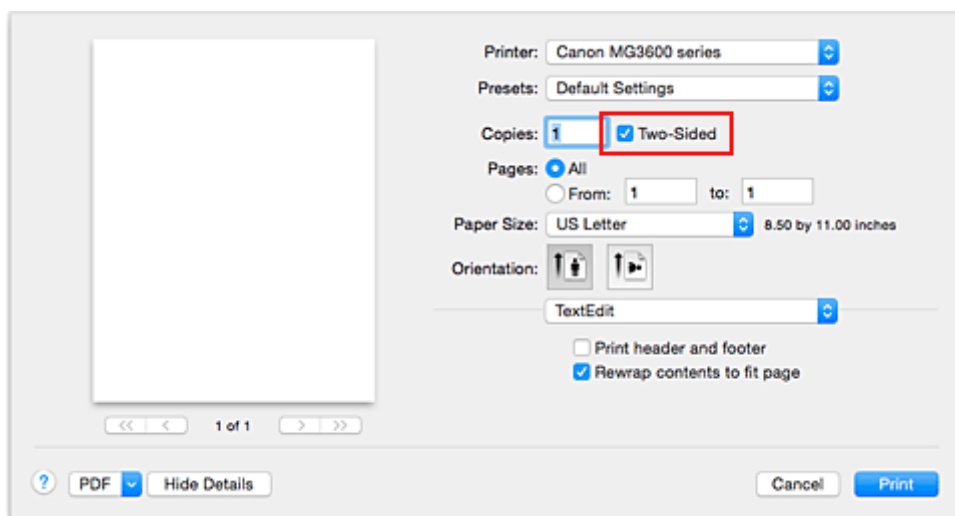 Printer: Canon MG3600 series
Presets: Default Settings
Copies: 1 Two-Sided
Pages: All
From: 1 to: 1
Paper Size: US Letter 8.50 by 11.00 inches
Orientation:
TextEdit
Print header and footer
Rewrap contents to fit page
<< < 1 of 1 > >>
? PDF Hide Details Cancel Print